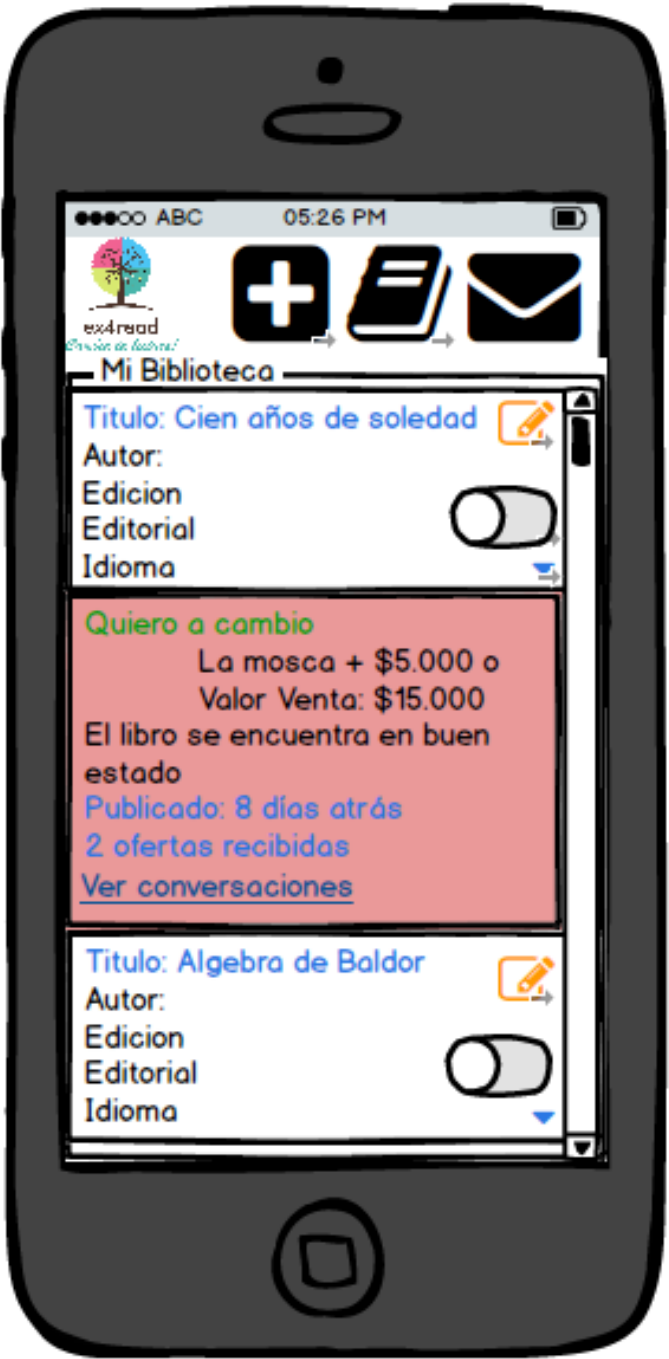 ABC 05:26 PM
ex4read
Mi Biblioteca
Titulo: Cien años de soledad
Autor:
Edicion
Editorial
Idioma
Quiero a cambio
La mosca + $5.000 o
Valor Venta: $15.000
El libro se encuentra en buen
estado
Publicado: 8 días atrás
2 ofertas recibidas
Ver conversaciones
Titulo: Algebra de Baldor
Autor:
Edicion
Editorial
Idioma